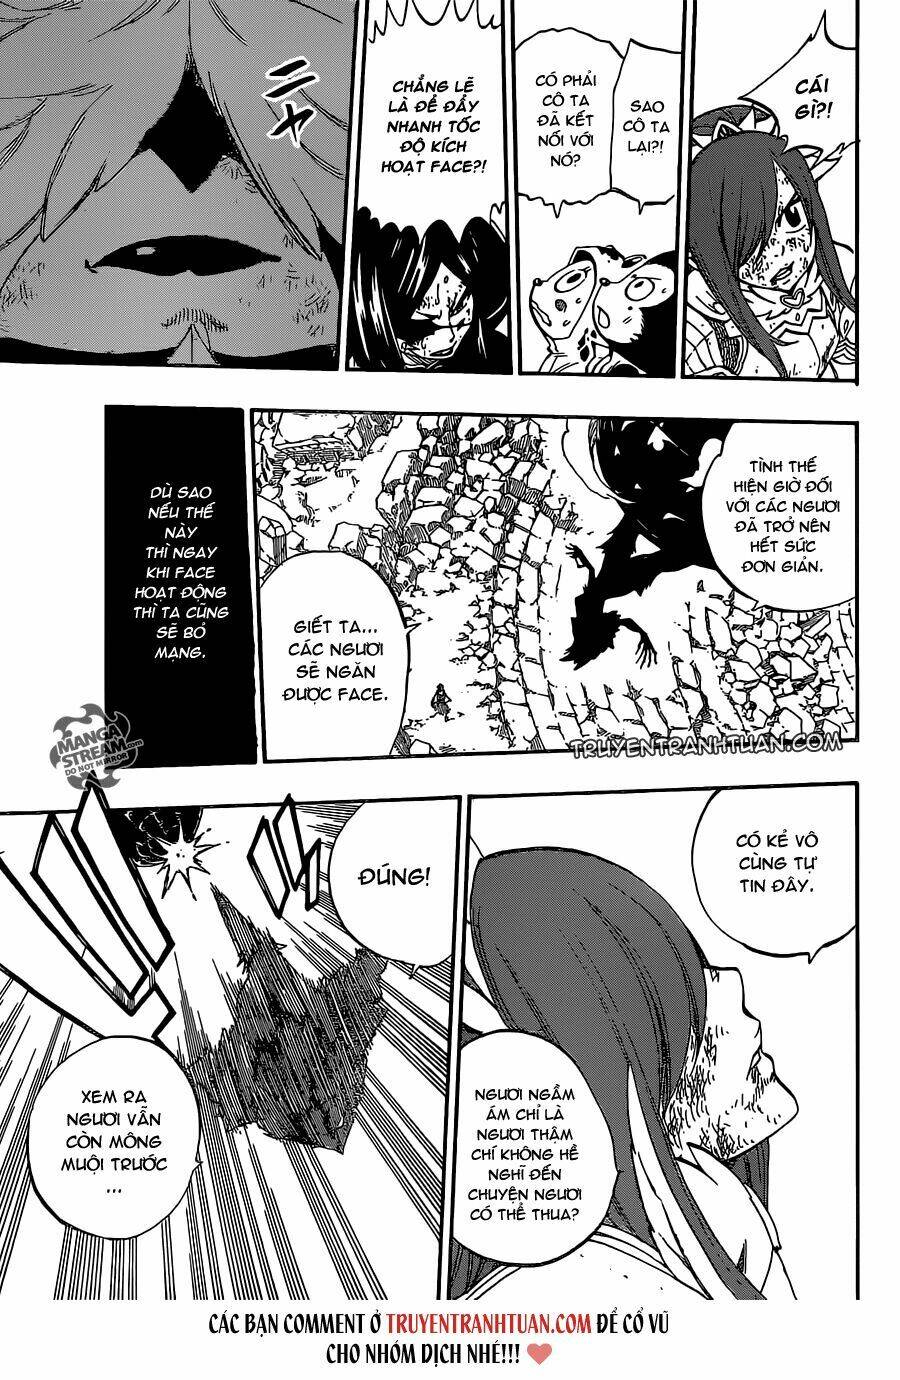 CÁI
GÌ?!
SAO
CÔ TA
LẠI?!
CÓ PHẢI
CÔ TA
ĐÃ KẾT
NỐI VỚI
NÓ?
CHẲNG LẼ
LÀ ĐỂ ĐẨY
NHANH TỐC
ĐỘ KÍCH
HOẠT FACE?!
ニヤ
TÌNH THẾ
HIỆN GIỜ ĐỐI
VỚI CÁC NGƯƠI
ĐÃ TRỞ NÊN
HẾT SỨC
ĐƠN GIẢN.
GIẾT TA...
CÁC NGƯƠI
SẼ NGĂN
ĐƯỢC FACE.
DÙ SAO
NẾU THẾ
NÀY
THÌ NGAY
KHI FACE
HOẠT ĐỘNG
THÌ TA CŨNG
SẼ BỎ
MẠNG.
MANGA
STREAM.com
DO NOT MIRROR!
TRUYENTRANHTUAN.COM
CÓ KẺ VÔ
CÙNG TỰ
TIN ĐÂY.
NGƯƠI NGẦM
ÁM CHỈ LÀ
NGƯƠI THẬM
CHÍ KHÔNG HỀ
NGHĨ ĐẾN
CHUYỆN NGƯƠI
CÓ THỂ THUA?
ĐÚNG!
XEM RA
NGƯƠI VẪN
CÒN MÔNG
MUỘI TRƯỚC
...
CÁC BẠN COMMENT Ở TRUYENTRANHTUAN.COM ĐỂ CỔ VŨ
CHO NHÓM DỊCH NHÉ!!! ❤